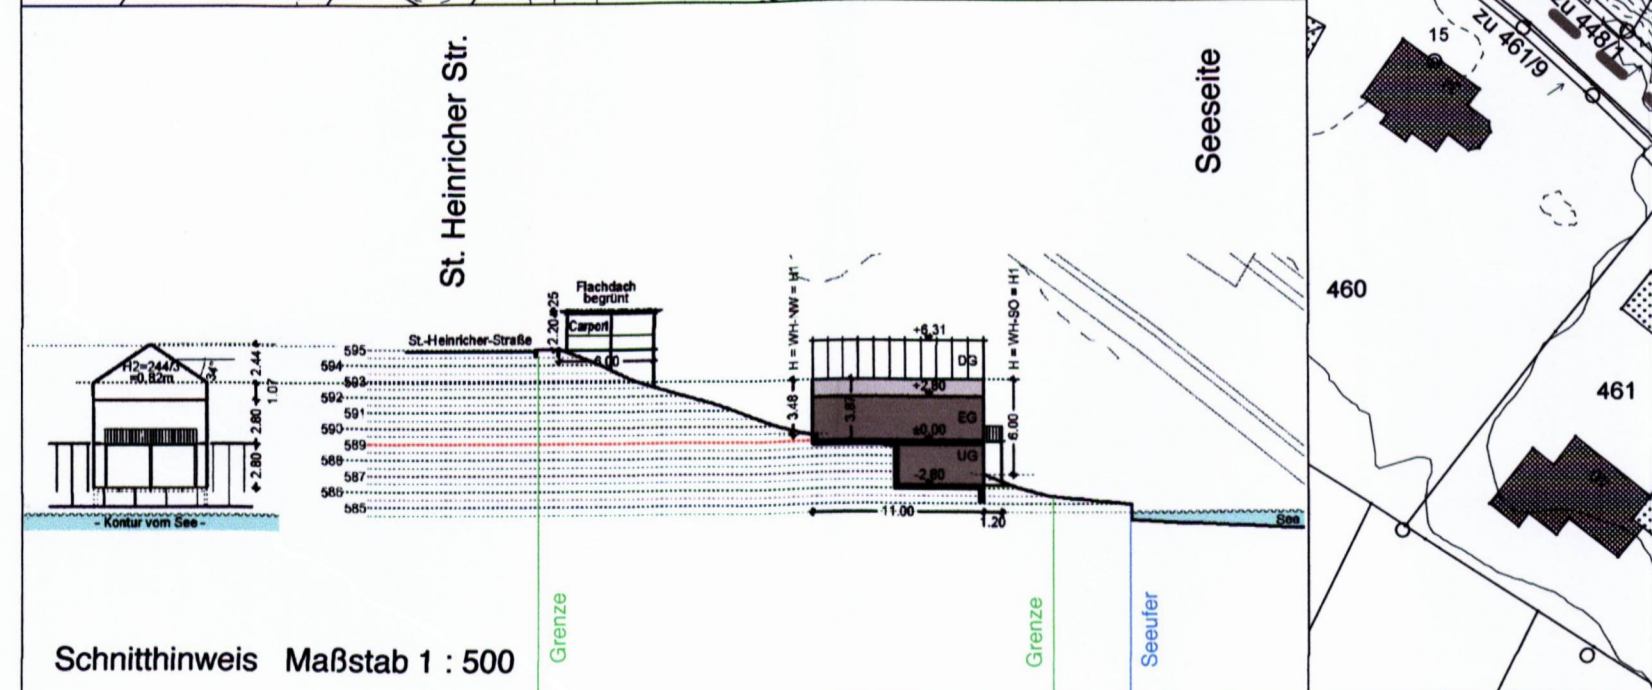 St. Heinricher Str.
Seeseite
Flachdach
begrünt
Carport
2.20
25
6.00
St.-Heinricher-Straße
595
594
593
592
591
590
589
588
587
586
585
H2=244/3
=0,82m
34°
2.44
1.07
2.80
2.80
- Kontur vom See -
H = WH-NW = H1
3.48
3.87
+6.31
DG
+2.80
EG
±0.00
UG
-2.80
H = WH-SO = H1
6.00
11.00
1.20
See
Grenze
Grenze
Seeufer
Schnitthinweis Maßstab 1 : 500
15
zu 461/9
zu 448/1
460
461